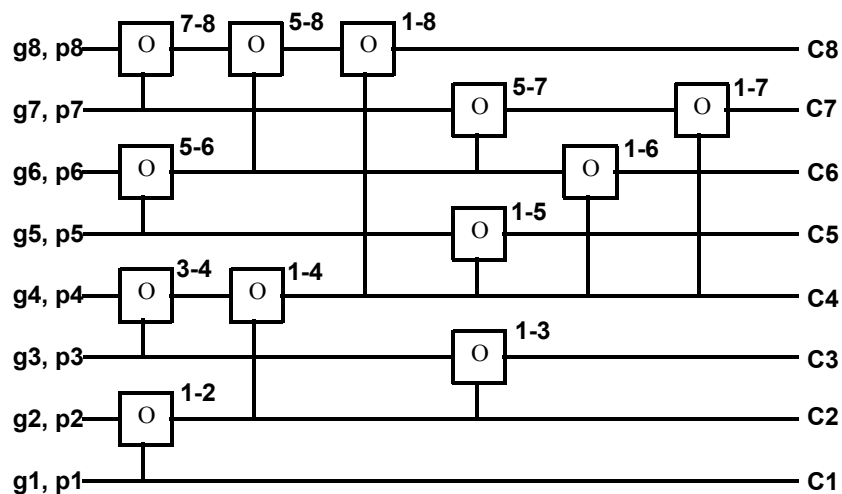 7-8 5-8 1-8
g8, p8 O O O C8
5-7 1-7
g7, p7 O O C7
5-6 1-6
g6, p6 O O C6
1-5
g5, p5 O C5
3-4 1-4
g4, p4 O O C4
1-3
g3, p3 O C3
1-2
g2, p2 O C2
g1, p1 C1